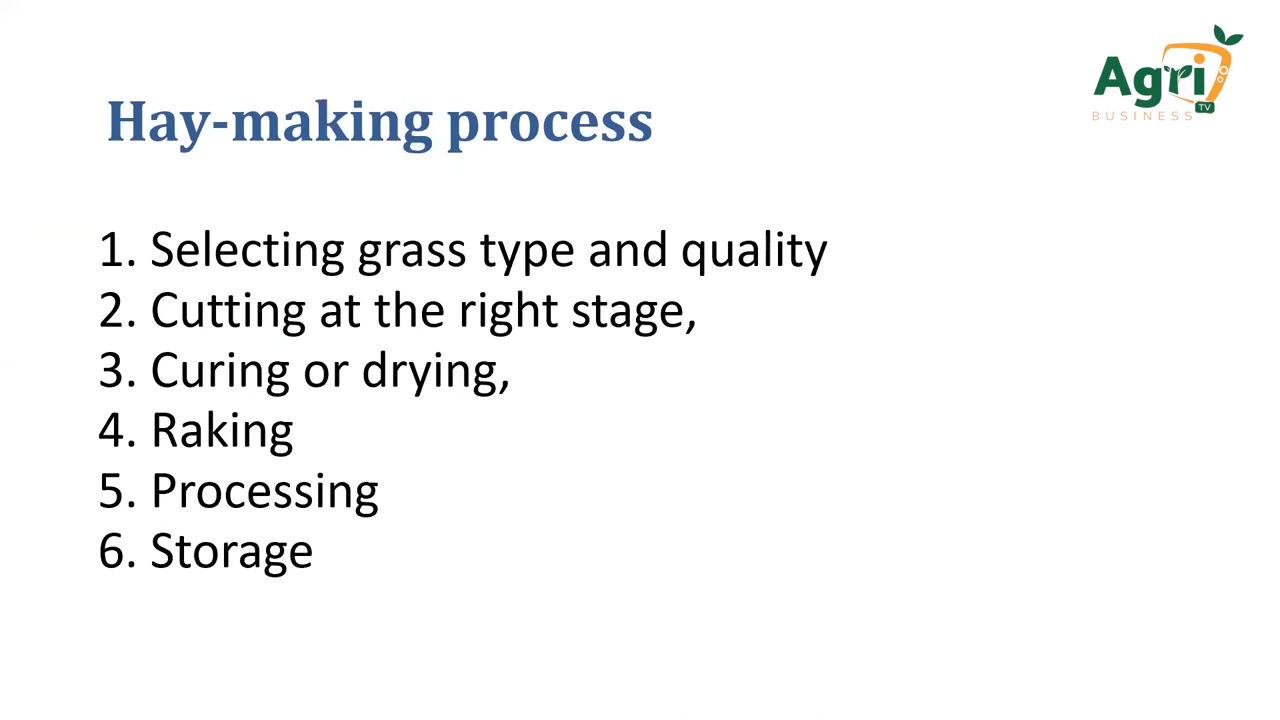 Agri
TV
BUSINESS
Hay-making process
1. Selecting grass type and quality
2. Cutting at the right stage,
3. Curing or drying,
4. Raking
5. Processing
6. Storage